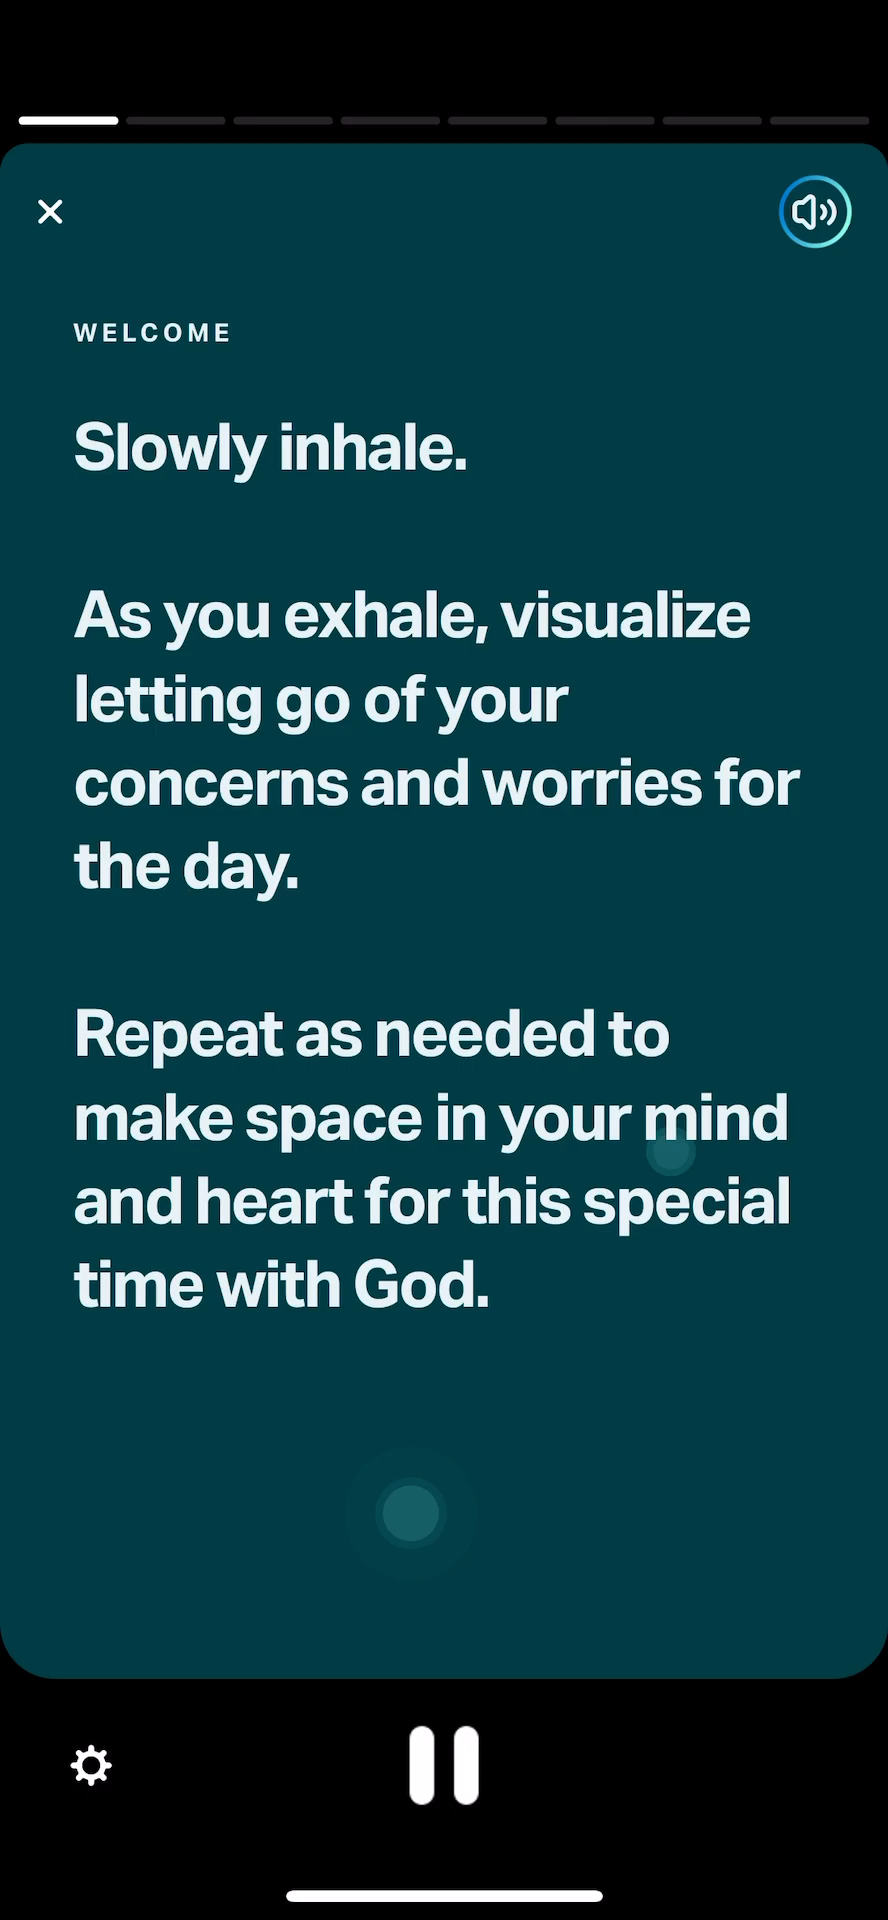 WELCOME
Slowly inhale.
As you exhale, visualize
letting go of your
concerns and worries for
the day.
Repeat as needed to
make space in your mind
and heart for this special
time with God.